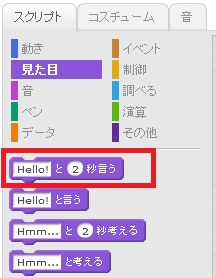 スクリプト コスチューム 音
動き イベント
見た目 制御
音 調べる
ペン 演算
データ その他
Hello! と 2 秒言う
Hello! と言う
Hmm... と 2 秒考える
Hmm... と考える